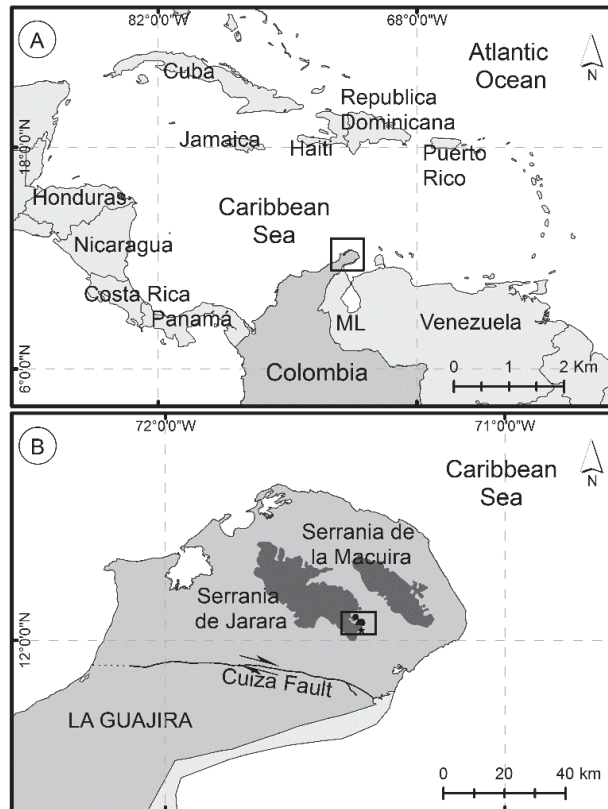 A
82°0'0"W
68°0'0"W
Atlantic
Ocean
N
Cuba
Republica
Dominicana
18°0'0"N
Jamaica
Haiti
Puerto
Rico
Honduras
Caribbean
Sea
Nicaragua
Costa Rica
Panamá
ML
Venezuela
0 1 2 Km
6°0'0"N
Colombia
B
72°0'0"W
71°0'0"W
Caribbean
Sea
N
Serrania de
la Macuira
Serrania
de Jarara
12°0'0"N
Cuiza Fault
LA GUAJIRA
0 20 40 km